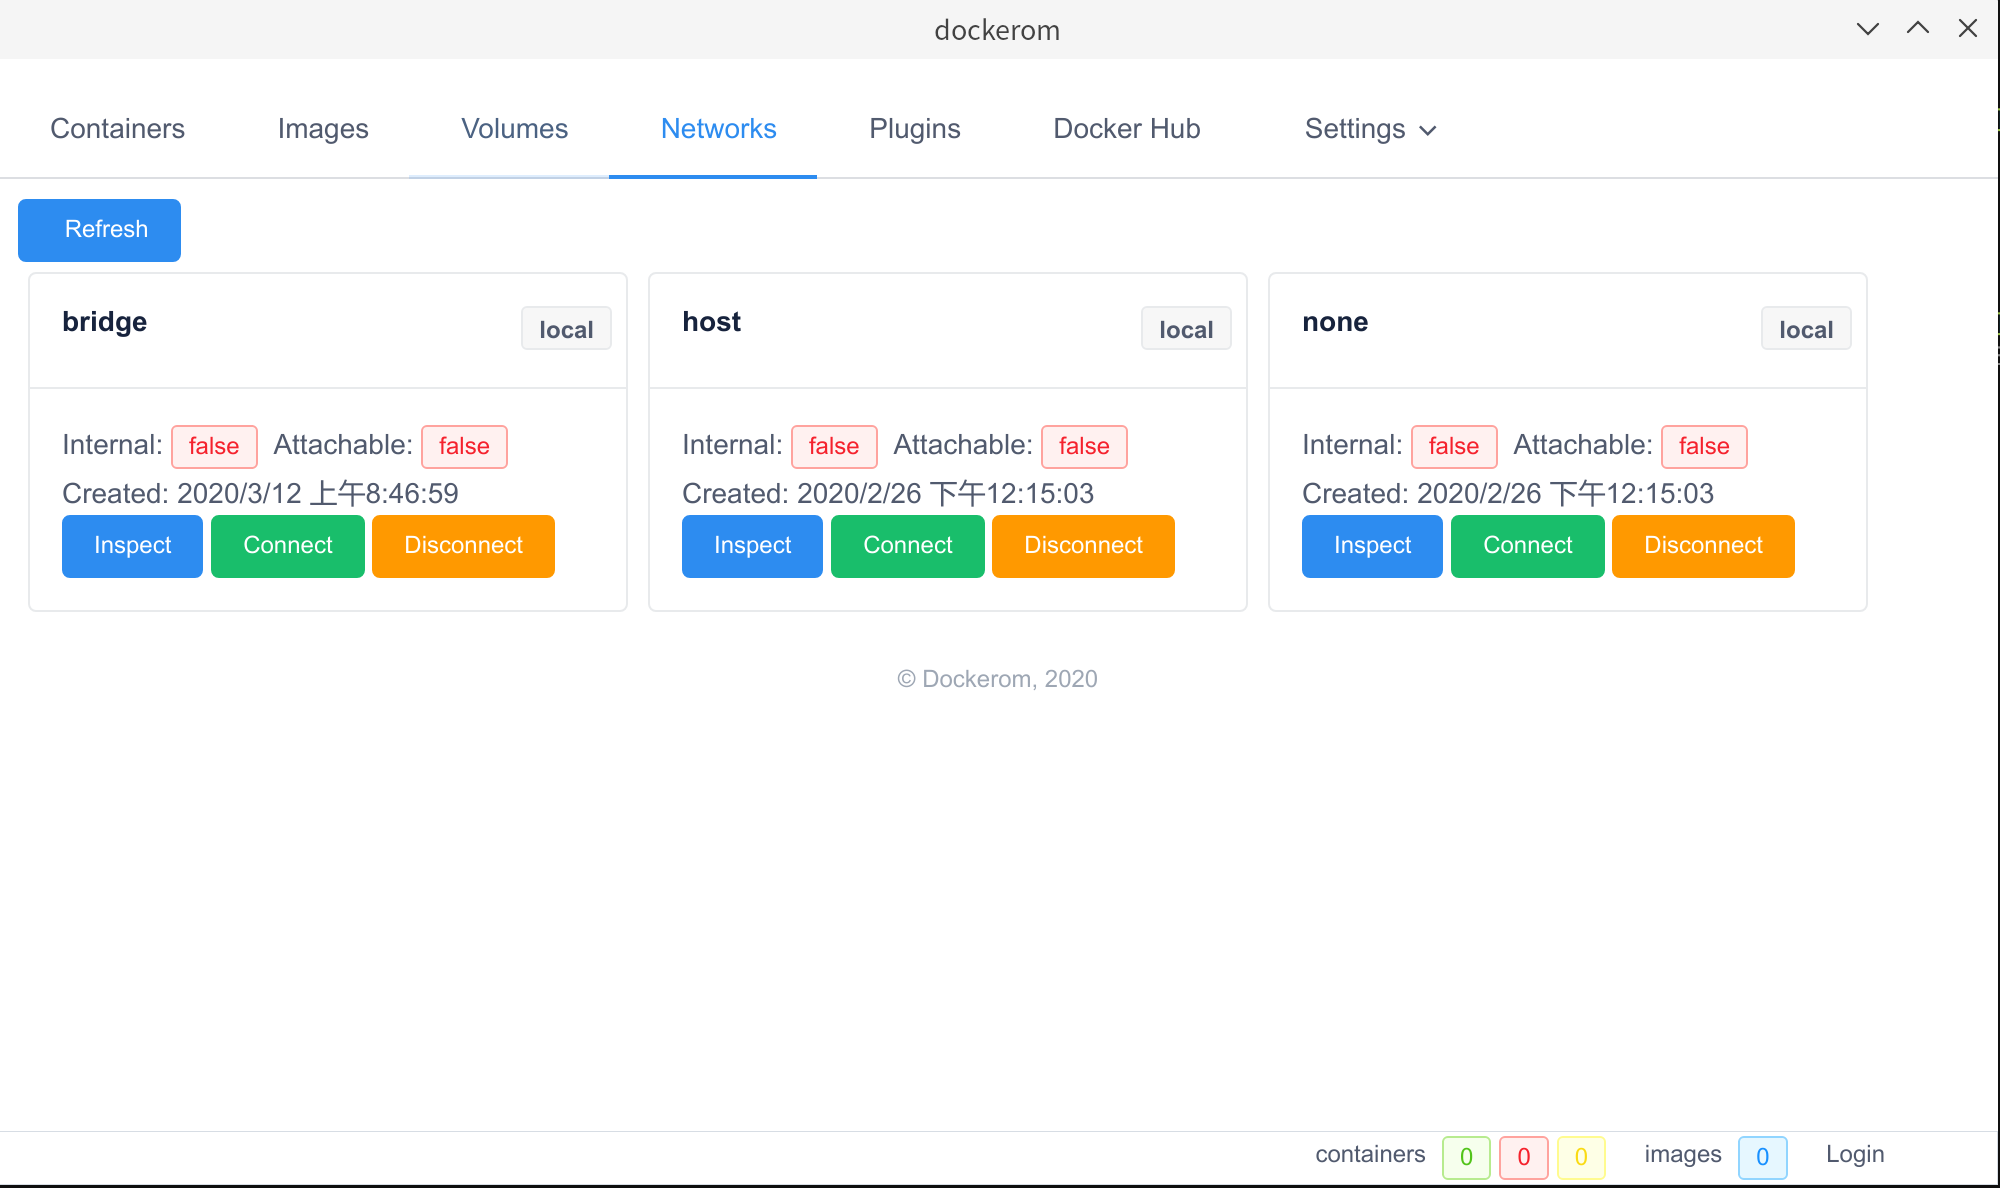 dockerom
Containers Images Volumes Networks Plugins Docker Hub Settings
Refresh
bridge local
Internal: false Attachable: false
Created: 2020/3/12 上午8:46:59
Inspect Connect Disconnect
host local
Internal: false Attachable: false
Created: 2020/2/26 下午12:15:03
Inspect Connect Disconnect
none local
Internal: false Attachable: false
Created: 2020/2/26 下午12:15:03
Inspect Connect Disconnect
© Dockerom, 2020
containers 0 0 0 images 0 Login